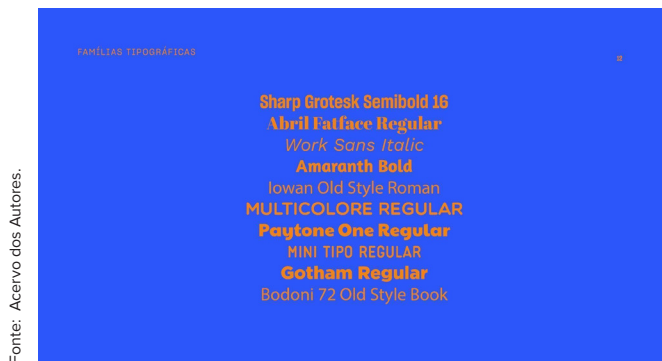 FAMÍLIAS TIPOGRÁFICAS
Sharp Grotesk Semibold 16
Abril Fatface Regular
Work Sans Italic
Amaranth Bold
Iowan Old Style Roman
MULTICOLORE REGULAR
Paytone One Regular
MINI TIPO REGULAR
Gotham Regular
Bodoni 72 Old Style Book
Fonte: Acervo dos Autores.